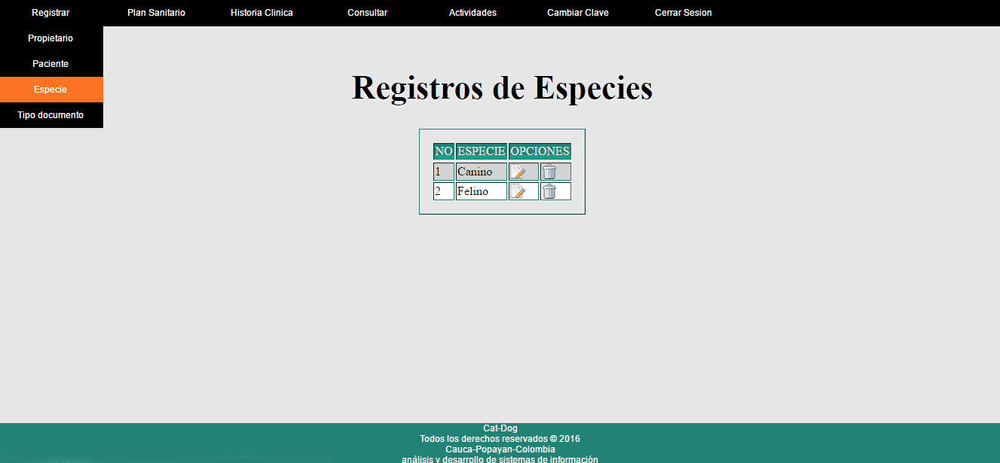 Registrar Plan Sanitario Historia Clinica Consultar Actividades Cambiar Clave Cerrar Sesion
Propietario
Paciente
Especie
Tipo documento
Registros de Especies
NO ESPECIE OPCIONES
1 Canino
2 Felino
Cat-Dog
Todos los derechos reservados © 2016
Cauca-Popayan-Colombia
análisis y desarrollo de sistemas de información